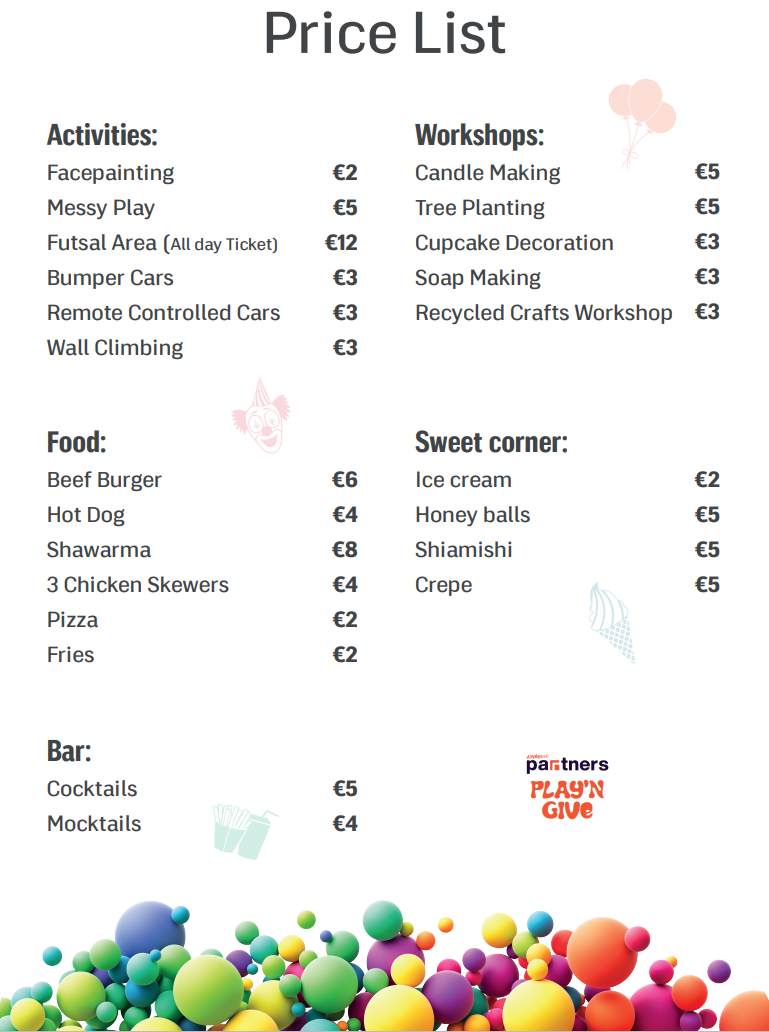 Price List
Activities:
Facepainting €2
Messy Play €5
Futsal Area (All day Ticket) €12
Bumper Cars €3
Remote Controlled Cars €3
Wall Climbing €3
Workshops:
Candle Making €5
Tree Planting €5
Cupcake Decoration €3
Soap Making €3
Recycled Crafts Workshop €3
Food:
Beef Burger €6
Hot Dog €4
Shawarma €8
3 Chicken Skewers €4
Pizza €2
Fries €2
Sweet corner:
Ice cream €2
Honey balls €5
Shiamishi €5
Crepe €5
Bar:
Cocktails €5
Mocktails €4
partners
PLAY'N
GIVE